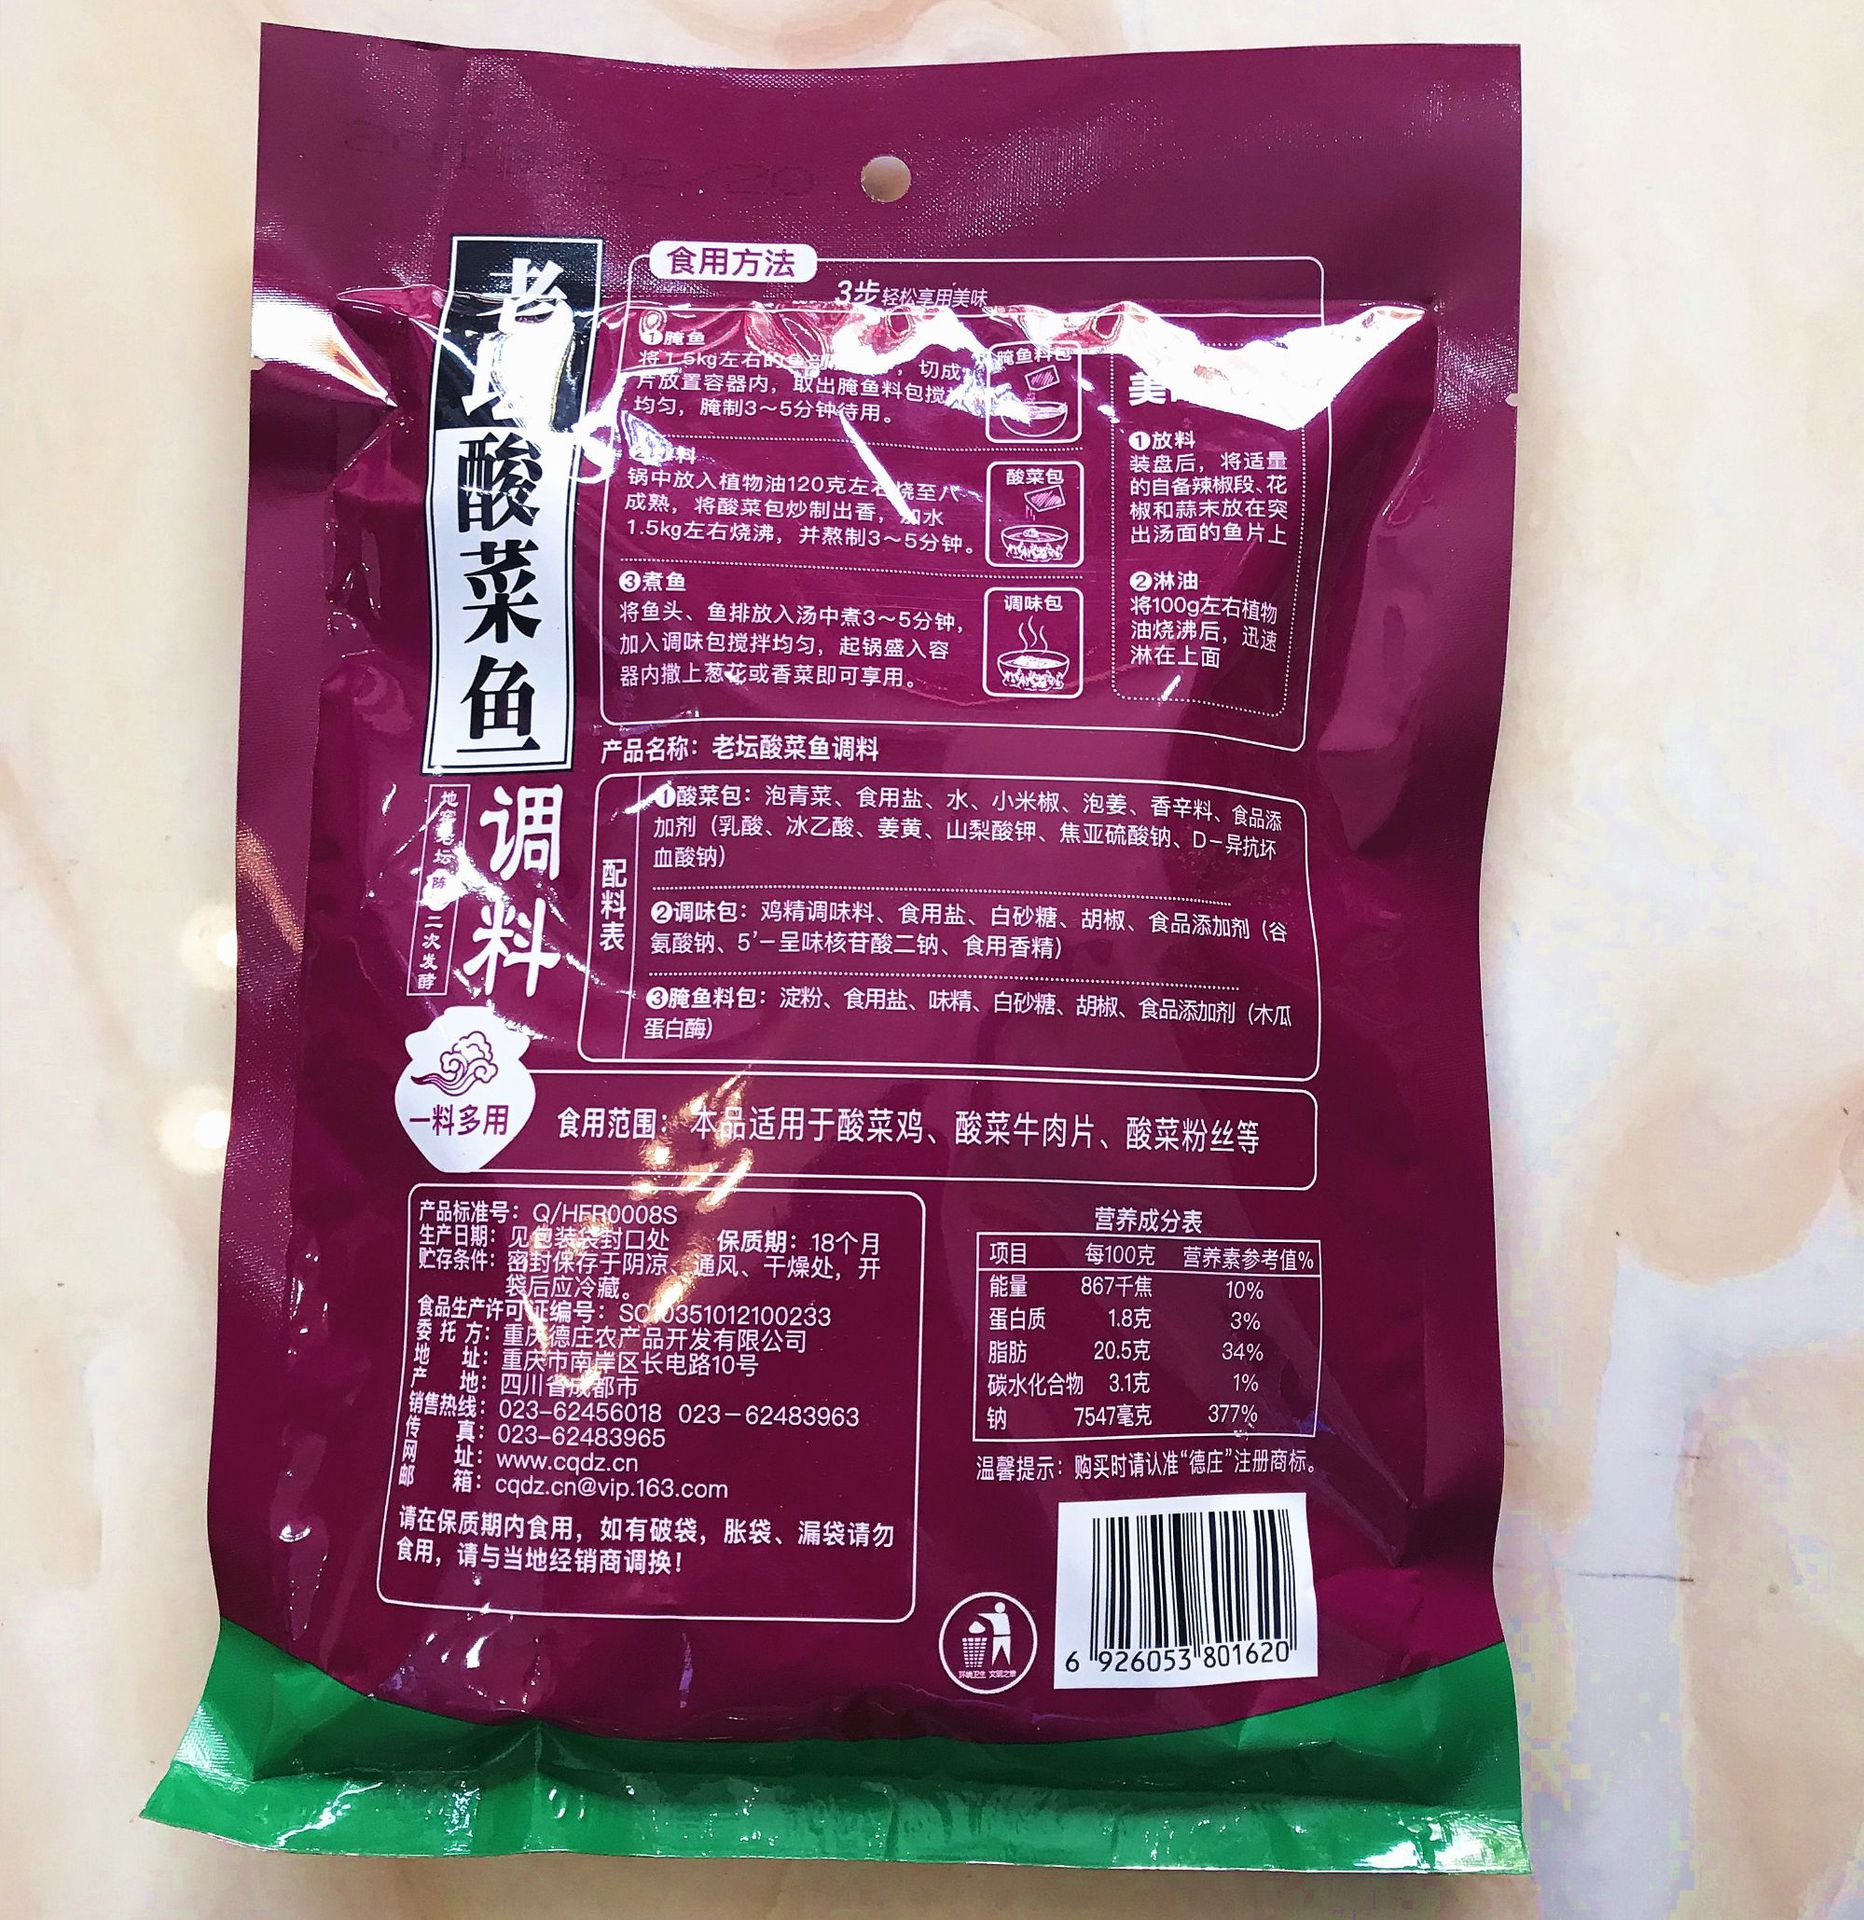 老
酸菜鱼
调料
二次发酵
一料多用
食用方法
3步轻松享用美味
①腌鱼
将1.5kg左右的鱼剖 ，切成
片放置容器内，取出腌鱼料包搅
均匀，腌制3～5分钟待用。
腌鱼料包
料
锅中放入植物油120克左右烧至八
成熟，将酸菜包炒制出香，加水
1.5kg左右烧沸，并熬制3～5分钟。
酸菜包
③煮鱼
将鱼头、鱼排放入汤中煮3～5分钟，
加入调味包搅拌均匀，起锅盛入容
器内撒上葱花或香菜即可享用。
调味包
美
①放料
装盘后，将适量
的自备辣椒段、花
椒和蒜末放在突
出汤面的鱼片上
②淋油
将100g左右植物
油烧沸后，迅速
淋在上面
产品名称：老坛酸菜鱼调料
配料表
①酸菜包：泡青菜、食用盐、水、小米椒、泡姜、香辛料、食品添
加剂（乳酸、冰乙酸、姜黄、山梨酸钾、焦亚硫酸钠、D－异抗坏
血酸钠）
②调味包：鸡精调味料、食用盐、白砂糖、胡椒、食品添加剂（谷
氨酸钠、5’－呈味核苷酸二钠、食用香精）
③腌鱼料包：淀粉、食用盐、味精、白砂糖、胡椒、食品添加剂（木瓜
蛋白酶）
食用范围：本品适用于酸菜鸡、酸菜牛肉片、酸菜粉丝等
产品标准号：Q/HFR0008S
生产日期：见包装袋封口处 保质期：18个月
贮存条件：密封保存于阴凉、通风、干燥处，开
袋后应冷藏。
食品生产许可证编号：SC10351012100233
委托方：重庆德庄农产品开发有限公司
地址：重庆市南岸区长电路10号
产地：四川省成都市
销售热线：023-62456018 023－62483963
传真：023-62483965
网址：www.cqdz.cn
邮箱：cqdz.cn@vip.163.com
请在保质期内食用，如有破袋，胀袋、漏袋请勿
食用，请与当地经销商调换！
营养成分表
项目 每100克 营养素参考值%
能量 867千焦 10%
蛋白质 1.8克 3%
脂肪 20.5克 34%
碳水化合物 3.1克 1%
钠 7547毫克 377%
温馨提示：购买时请认准“德庄”注册商标。
6 926053 801620